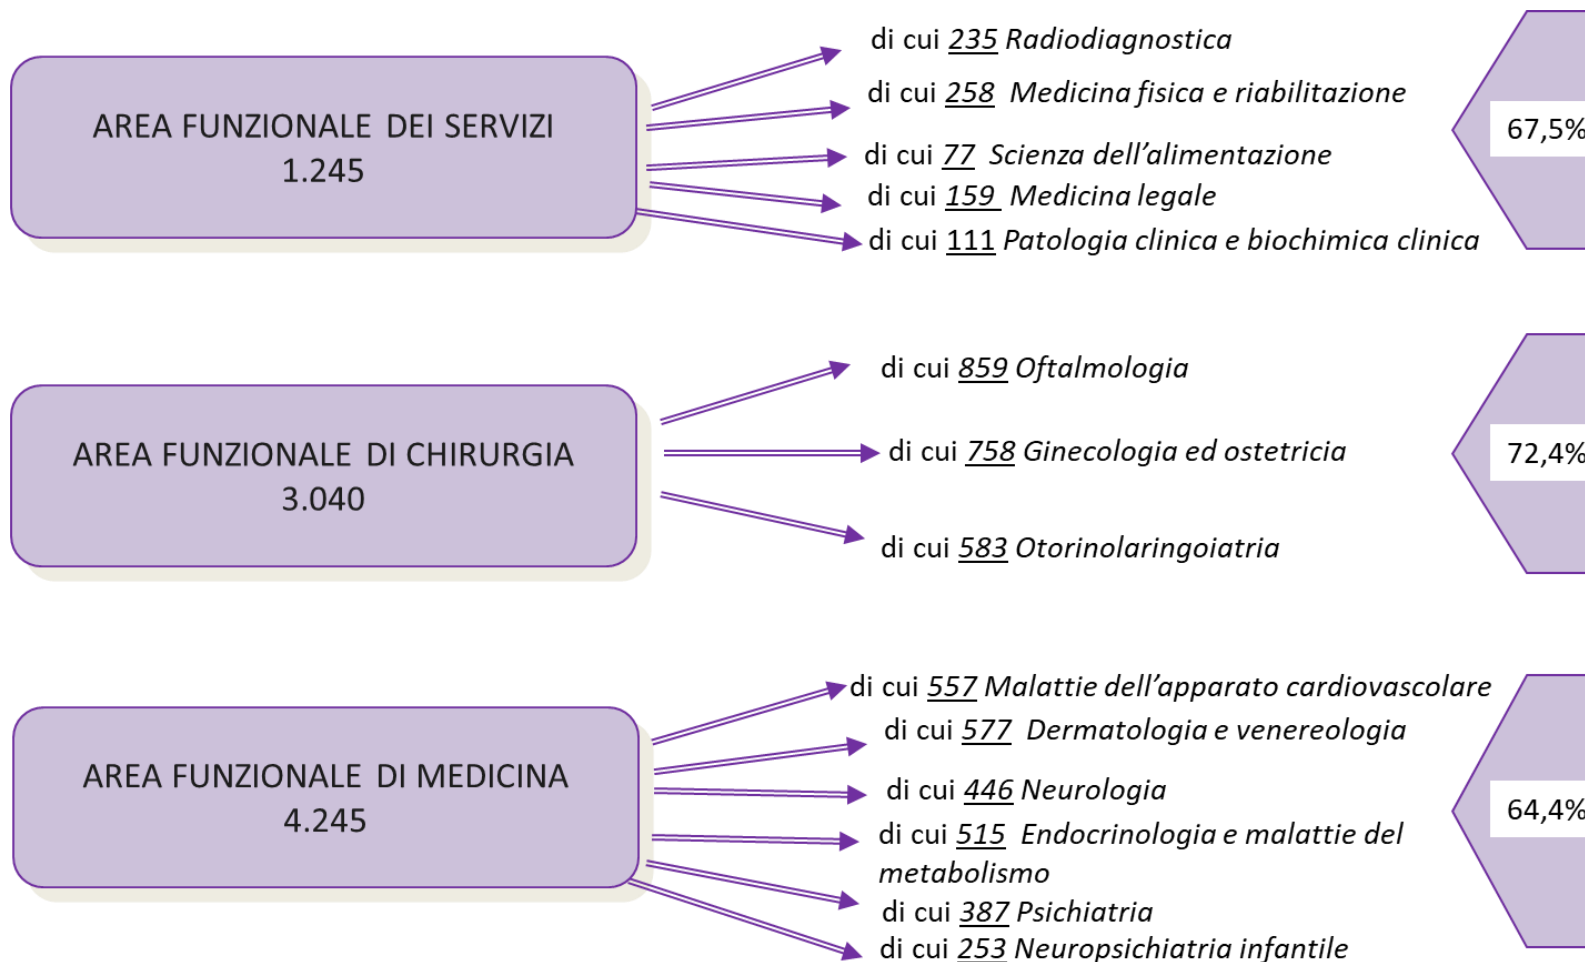 AREA FUNZIONALE DEI SERVIZI
1.245
di cui 235 Radiodiagnostica
di cui 258 Medicina fisica e riabilitazione
di cui 77 Scienza dell’alimentazione
di cui 159 Medicina legale
di cui 111 Patologia clinica e biochimica clinica
67,5%
AREA FUNZIONALE DI CHIRURGIA
3.040
di cui 859 Oftalmologia
di cui 758 Ginecologia ed ostetricia
di cui 583 Otorinolaringoiatria
72,4%
AREA FUNZIONALE DI MEDICINA
4.245
di cui 557 Malattie dell’apparato cardiovascolare
di cui 577 Dermatologia e venereologia
di cui 446 Neurologia
di cui 515 Endocrinologia e malattie del
metabolismo
di cui 387 Psichiatria
di cui 253 Neuropsichiatria infantile
64,4%